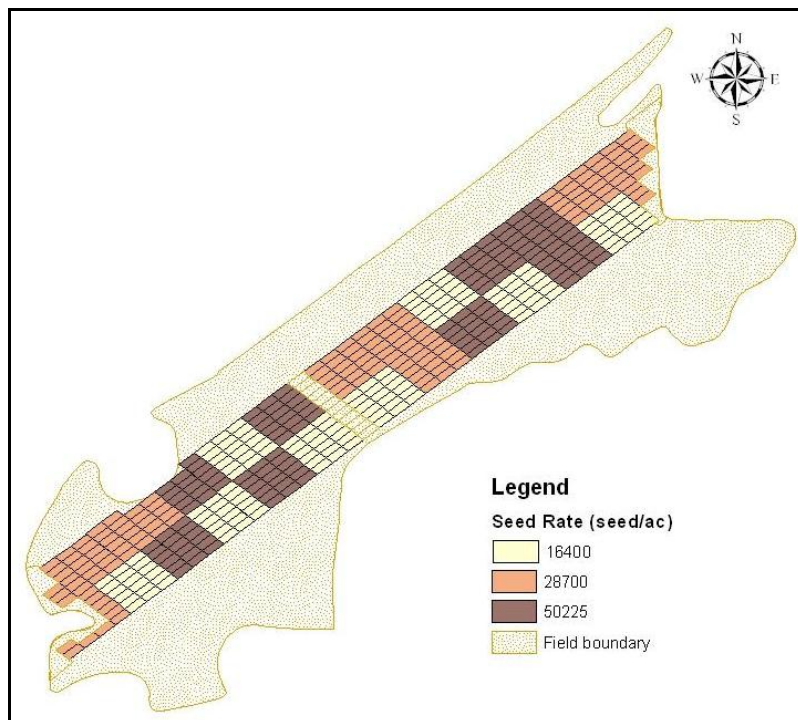 N
W E
S
Legend
Seed Rate (seed/ac)
16400
28700
50225
Field boundary